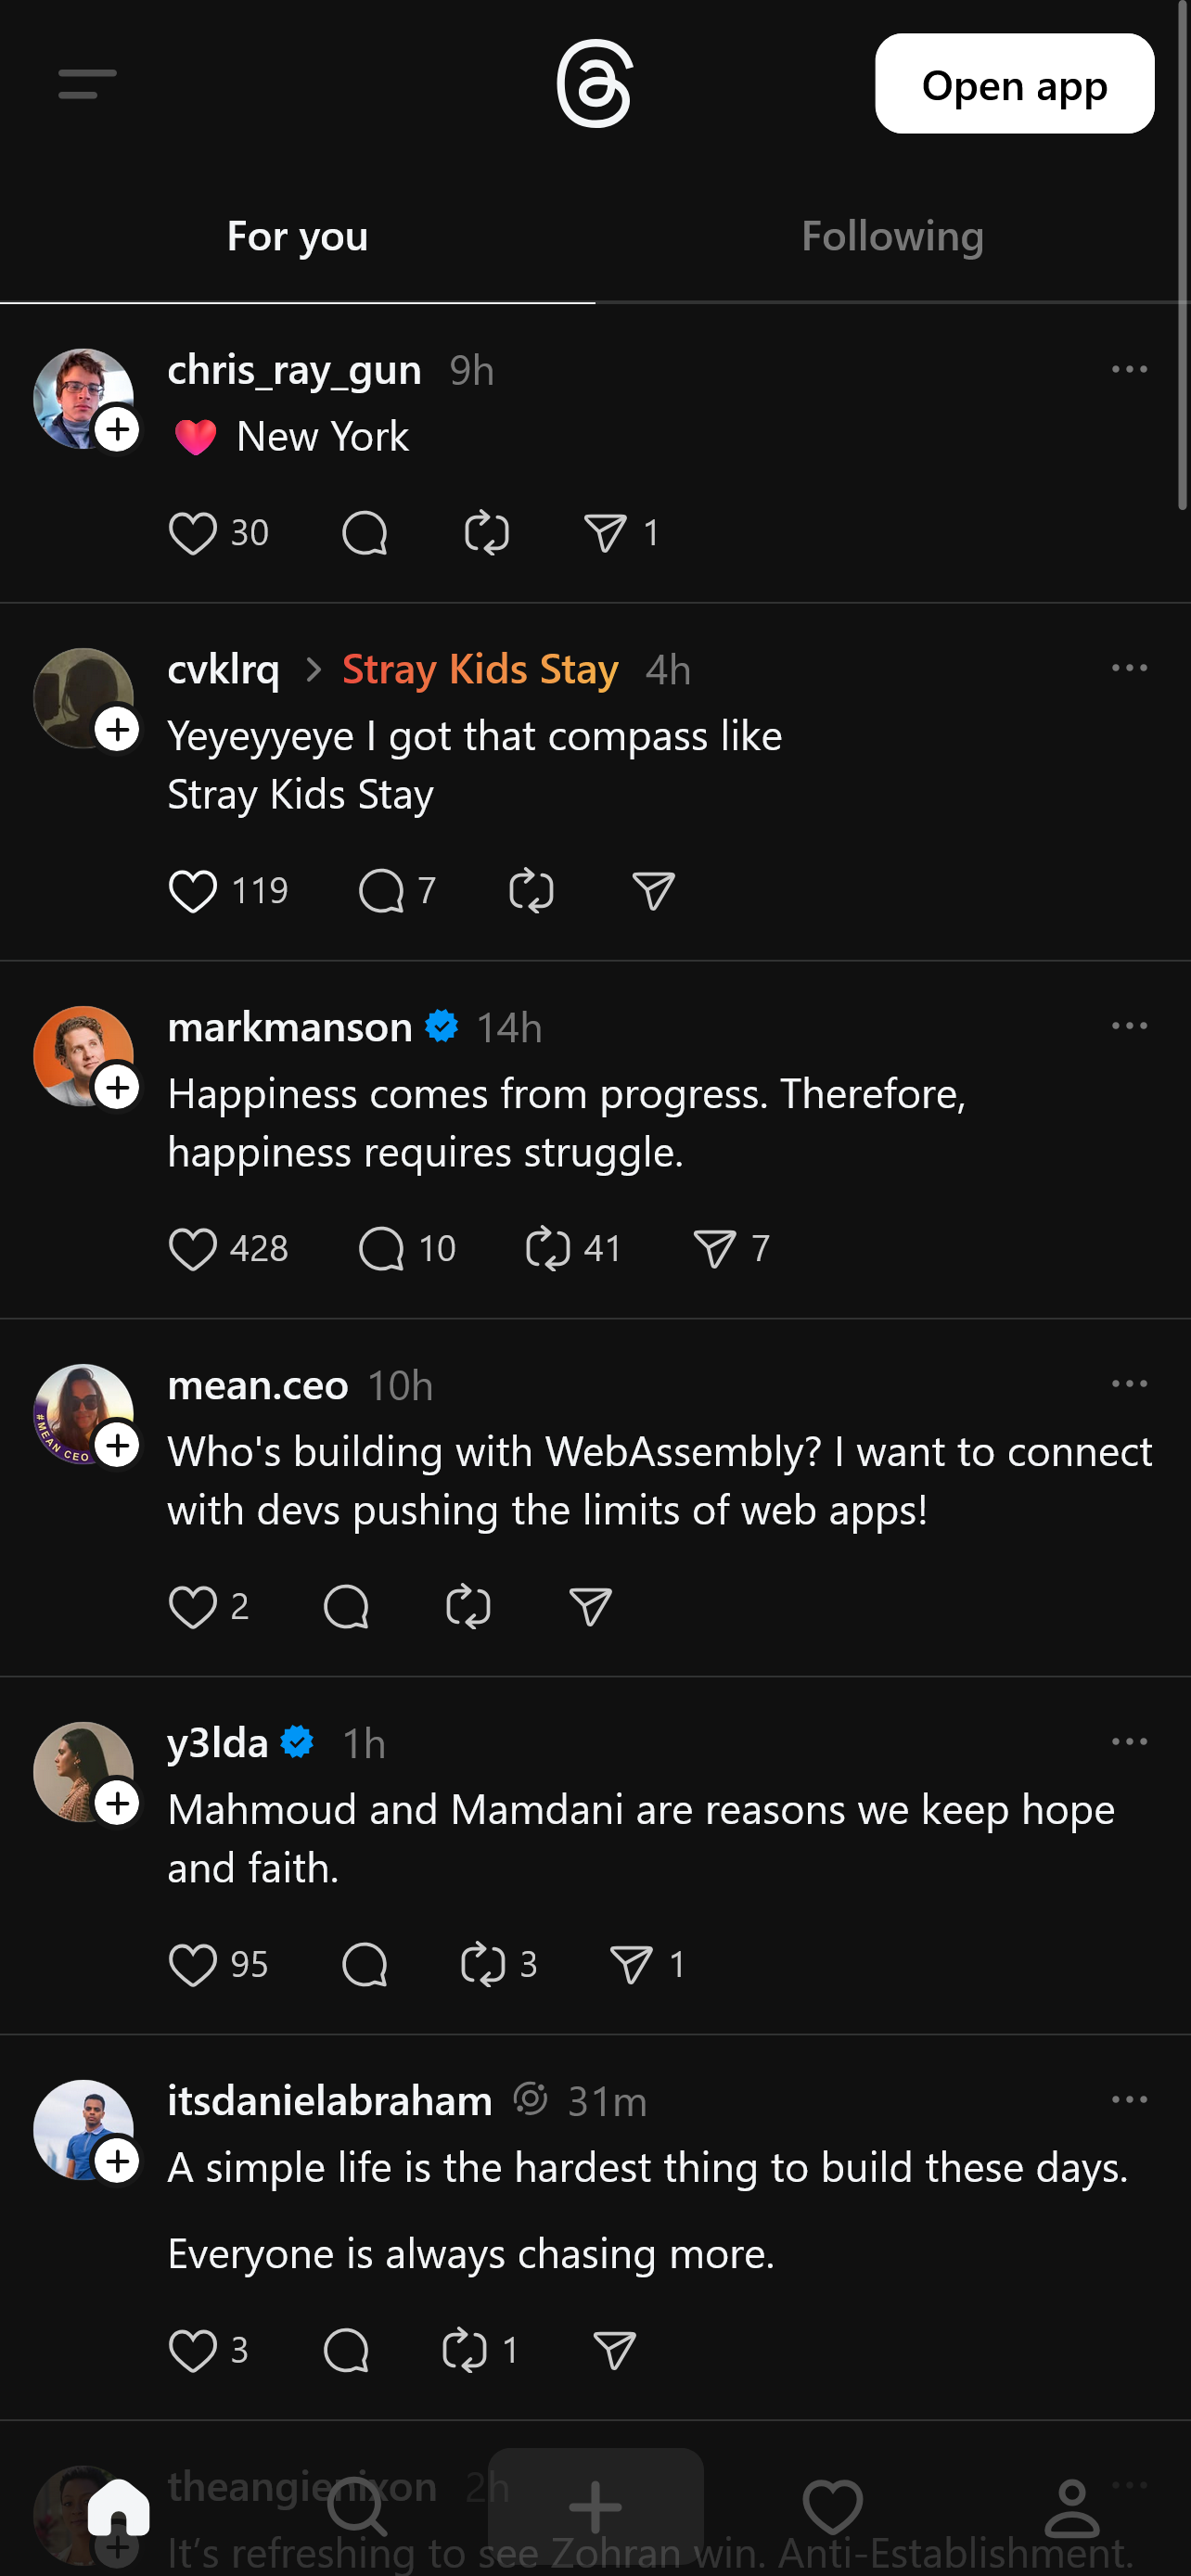 Open app
For you
Following
chris_ray_gun 9h
❤️ New York
30
1
cvklrq > Stray Kids Stay 4h
Yeyeyyeye I got that compass like
Stray Kids Stay
119
7
markmanson 14h
Happiness comes from progress. Therefore,
happiness requires struggle.
428
10
41
7
mean.ceo 10h
#MEAN CEO
Who's building with WebAssembly? I want to connect
with devs pushing the limits of web apps!
2
y3lda 1h
Mahmoud and Mamdani are reasons we keep hope
and faith.
95
3
1
itsdanielabraham 31m
A simple life is the hardest thing to build these days.
Everyone is always chasing more.
3
1
theangienixon 2h
It’s refreshing to see Zohran win. Anti-Establishment.